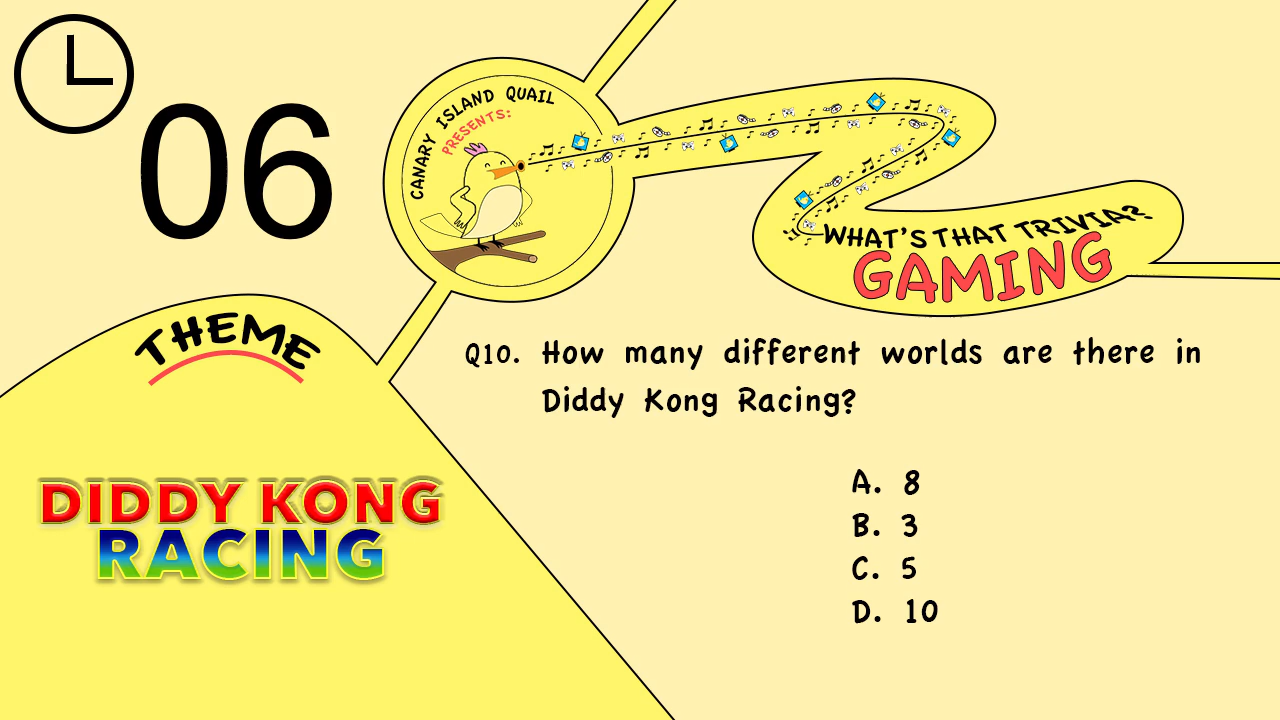 06
CANARY ISLAND QUAIL
PRESENTS:
WHAT'S THAT TRIVIA?
GAMING
THEME
DIDDY KONG
RACING
Q10. How many different worlds are there in
Diddy Kong Racing?
A. 8
B. 3
C. 5
D. 10